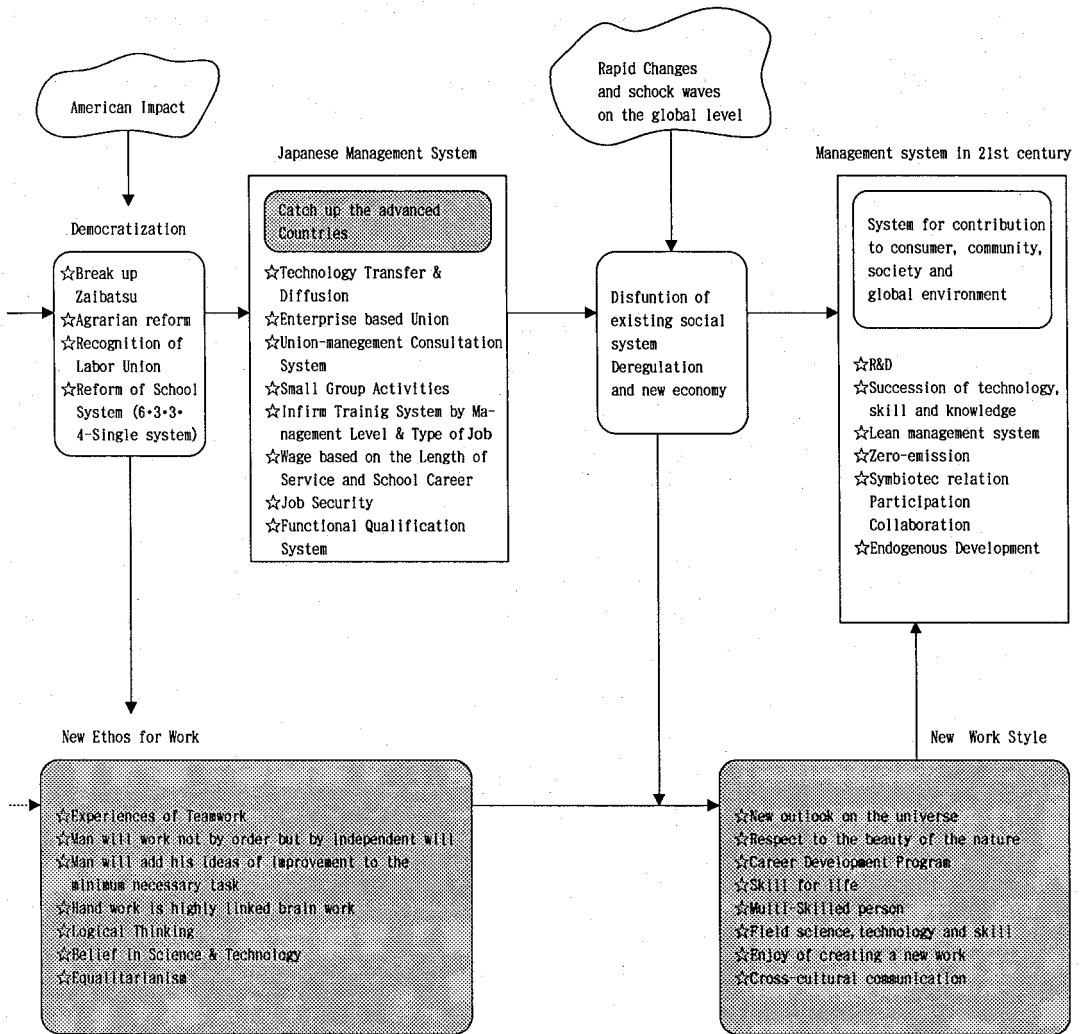 American Impact
Rapid Changes
and schock waves
on the global level
Democratization
☆Break up
Zaibatsu
☆Agrarian reform
☆Recognition of
Labor Union
☆Reform of School
System (6・3・3・
4-Single system)
Japanese Management System
Catch up the advanced
Countries
☆Technology Transfer &
Diffusion
☆Enterprise based Union
☆Union-manegement Consultation
System
☆Small Group Activities
☆Infirm Trainig System by Ma-
nagement Level & Type of Job
☆Wage based on the Length of
Service and School Career
☆Job Security
☆Functional Qualification
System
Disfuntion of
existing social
system
Deregulation
and new economy
Management system in 21st century
System for contribution
to consumer, community,
society and
global environment
☆R&D
☆Succession of technology,
skill and knowledge
☆Lean management system
☆Zero-emission
☆Symbiotec relation
Participation
Collaboration
☆Endogenous Development
New Ethos for Work
☆Experiences of Teamwork
☆Man will work not by order but by independent will
☆Man will add his ideas of improvement to the
minimum necessary task
☆Hand work is highly linked brain work
☆Logical Thinking
☆Belief in Science & Technology
☆Equalitarianism
New Work Style
☆New outlook on the universe
☆Respect to the beauty of the nature
☆Career Development Program
☆Skill for life
☆Multi-Skilled person
☆Field science, technology and skill
☆Enjoy of creating a new work
☆Cross-cultural communication